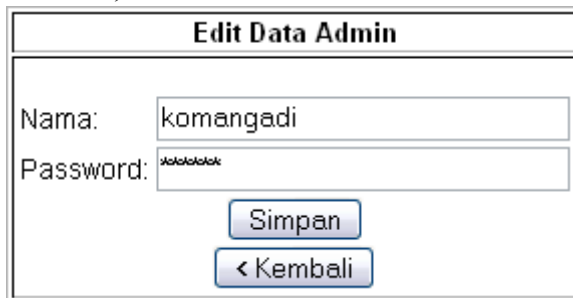 Edit Data Admin
Nama: komangadi
Password: *******
Simpan
< Kembali